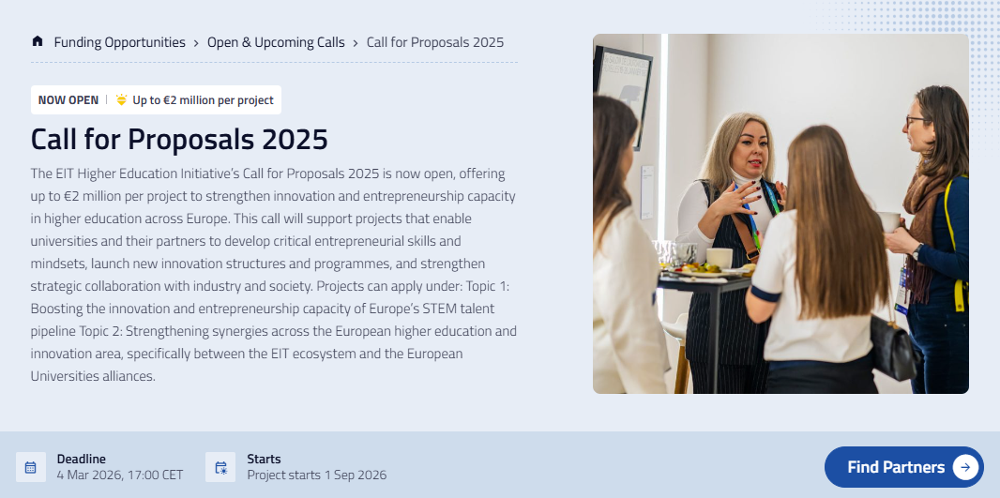 Funding Opportunities > Open & Upcoming Calls > Call for Proposals 2025
NOW OPEN | Up to €2 million per project
Call for Proposals 2025
The EIT Higher Education Initiative's Call for Proposals 2025 is now open, offering
up to €2 million per project to strengthen innovation and entrepreneurship capacity
in higher education across Europe. This call will support projects that enable
universities and their partners to develop critical entrepreneurial skills and
mindsets, launch new innovation structures and programmes, and strengthen
strategic collaboration with industry and society. Projects can apply under: Topic 1:
Boosting the innovation and entrepreneurship capacity of Europe's STEM talent
pipeline Topic 2: Strengthening synergies across the European higher education and
innovation area, specifically between the EIT ecosystem and the European
Universities alliances.
Deadline
4 Mar 2026, 17:00 CET
Starts
Project starts 1 Sep 2026
Find Partners